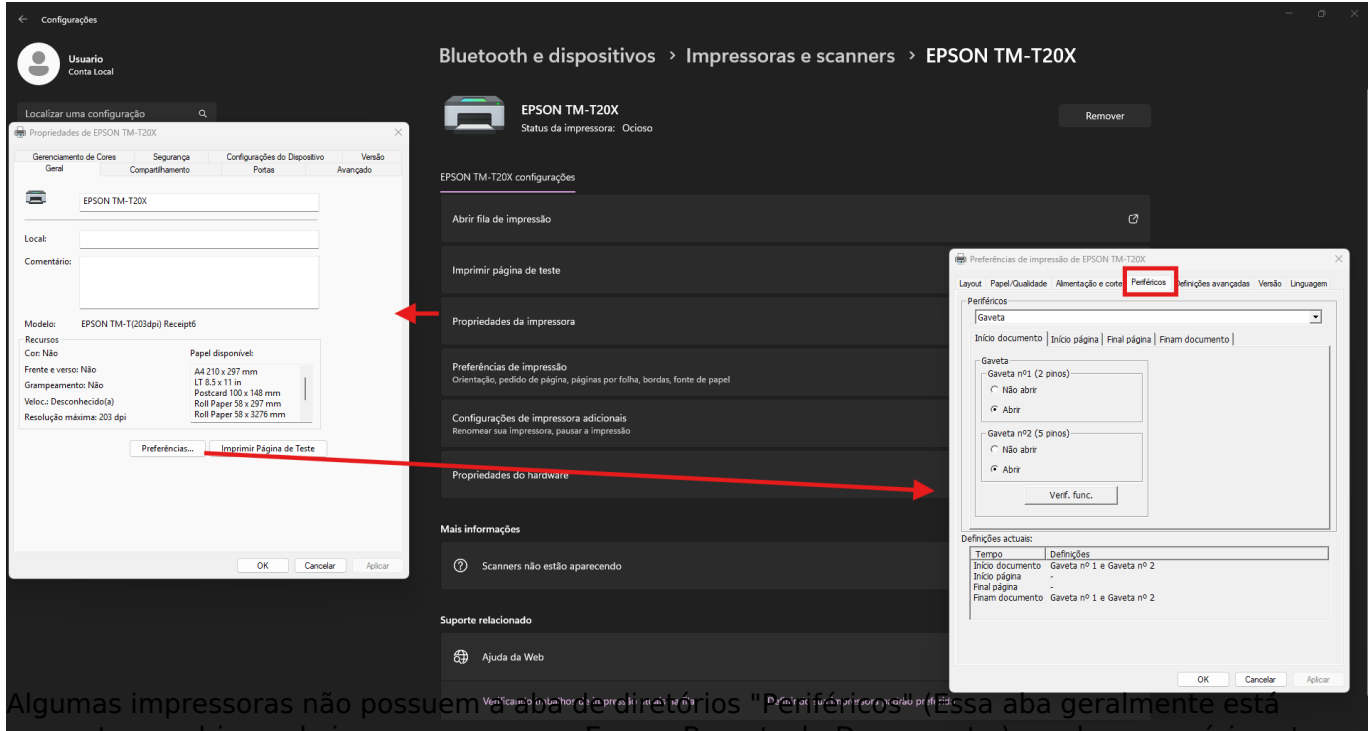 Configurações
Usuario
Conta Local
Localizar uma configuração
Bluetooth e dispositivos > Impressoras e scanners > EPSON TM-T20X
EPSON TM-T20X
Status da impressora: Ocioso
Remover
EPSON TM-T20X configurações
Abrir fila de impressão
Imprimir página de teste
Propriedades da impressora
Preferências de impressão
Orientação, pedido de página, páginas por folha, bordas, fonte de papel
Configurações de impressora adicionais
Renomear sua impressora, pausar a impressão
Propriedades do hardware
Mais informações
Scanners não estão aparecendo
Suporte relacionado
Ajuda da Web
Propriedades de EPSON TM-T20X
Gerenciamento de Cores Segurança Configurações do Dispositivo Versão
Geral Compartilhamento Portas Avançado
EPSON TM-T20X
Local:
Comentário:
Modelo: EPSON TM-T(203dpi) Receipt6
Recursos
Cor: Não
Frente e verso: Não
Grampeamento: Não
Veloc.: Desconhecido(a)
Resolução máxima: 203 dpi
Papel disponível:
A4 210 x 297 mm
LT 8.5 x 11 in
Postcard 100 x 148 mm
Roll Paper 58 x 297 mm
Roll Paper 58 x 3276 mm
Preferências... Imprimir Página de Teste
OK Cancelar Aplicar
Preferências de impressão de EPSON TM-T20X
Layout Papel/Qualidade Alimentação e corte Periféricos Definições avançadas Versão Linguagem
Periféricos
Gaveta
Início documento Início página Final página Finam documento
Gaveta
Gaveta nº1 (2 pinos)
Não abrir
Abrir
Gaveta nº2 (5 pinos)
Não abrir
Abrir
Verif. func.
Definições actuais:
Tempo Definições
Início documento Gaveta nº 1 e Gaveta nº 2
Início página -
Final página -
Finam documento Gaveta nº 1 e Gaveta nº 2
OK Cancelar Aplicar
Algumas impressoras não possuem a aba de diretórios "Periféricos" (Essa aba geralmente está